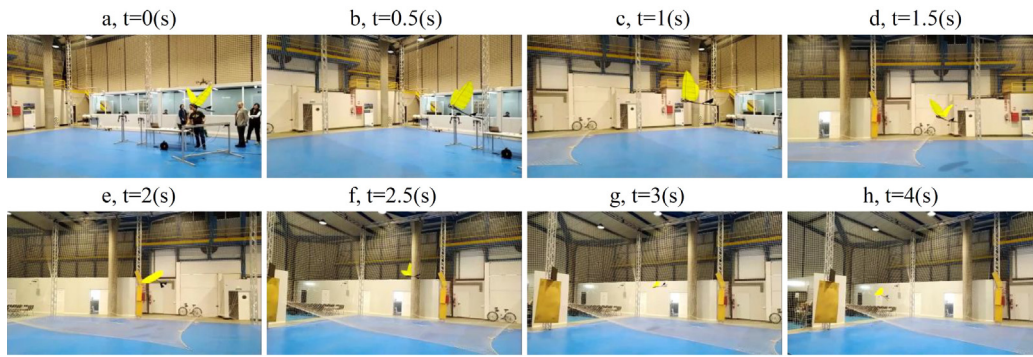 a, t=0(s)
b, t=0.5(s)
c, t=1(s)
d, t=1.5(s)
e, t=2(s)
f, t=2.5(s)
g, t=3(s)
h, t=4(s)